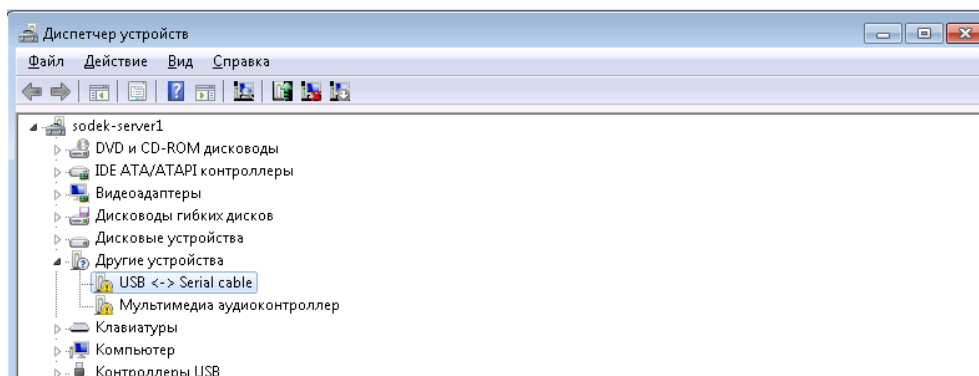 Диспетчер устройств
Файл Действие Вид Справка
sodek-server1
DVD и CD-ROM дисководы
IDE ATA/ATAPI контроллеры
Видеоадаптеры
Дисководы гибких дисков
Дисковые устройства
Другие устройства
USB <-> Serial cable
Мультимедиа аудиоконтроллер
Клавиатуры
Компьютер
Контроллеры USB